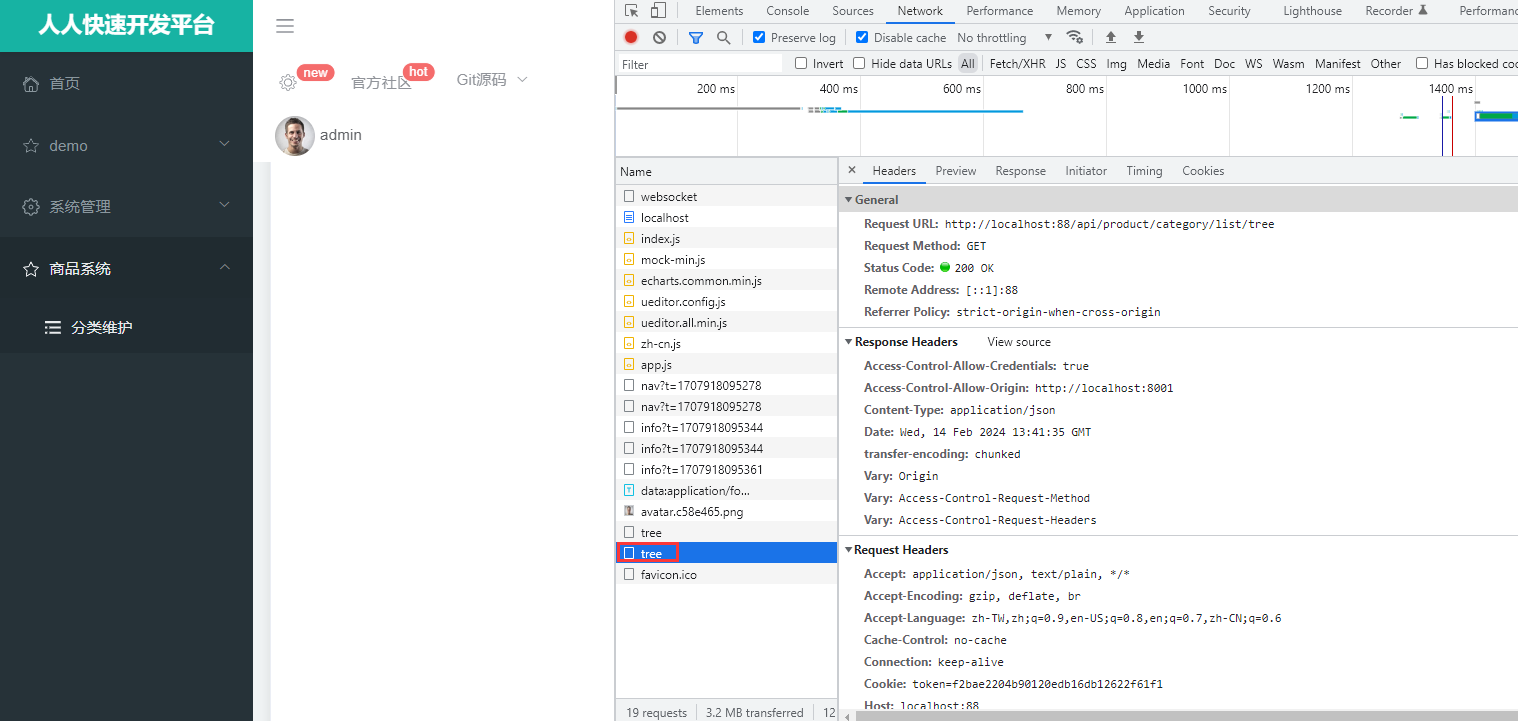 人人快速开发平台
首页
demo
系统管理
商品系统
分类维护
new
官方社区
hot
Git源码
admin
Elements Console Sources Network Performance Memory Application Security Lighthouse Recorder Performanc
Preserve log Disable cache No throttling
Filter Invert Hide data URLs All Fetch/XHR JS CSS Img Media Font Doc WS Wasm Manifest Other Has blocked coo
200 ms 400 ms 600 ms 800 ms 1000 ms 1200 ms 1400 ms
Name
websocket
localhost
index.js
mock-min.js
echarts.common.min.js
ueditor.config.js
ueditor.all.min.js
zh-cn.js
app.js
nav?t=1707918095278
nav?t=1707918095278
info?t=1707918095344
info?t=1707918095344
info?t=1707918095361
data:application/fo...
avatar.c58e465.png
tree
tree
favicon.ico
19 requests 3.2 MB transferred 12
Headers Preview Response Initiator Timing Cookies
General
Request URL: http://localhost:88/api/product/category/list/tree
Request Method: GET
Status Code: 200 OK
Remote Address: [::1]:88
Referrer Policy: strict-origin-when-cross-origin
Response Headers View source
Access-Control-Allow-Credentials: true
Access-Control-Allow-Origin: http://localhost:8001
Content-Type: application/json
Date: Wed, 14 Feb 2024 13:41:35 GMT
transfer-encoding: chunked
Vary: Origin
Vary: Access-Control-Request-Method
Vary: Access-Control-Request-Headers
Request Headers
Accept: application/json, text/plain, */*
Accept-Encoding: gzip, deflate, br
Accept-Language: zh-TW,zh;q=0.9,en-US;q=0.8,en;q=0.7,zh-CN;q=0.6
Cache-Control: no-cache
Connection: keep-alive
Cookie: token=f2bae2204b90120edb16db12622f61f1
Host: localhost:88